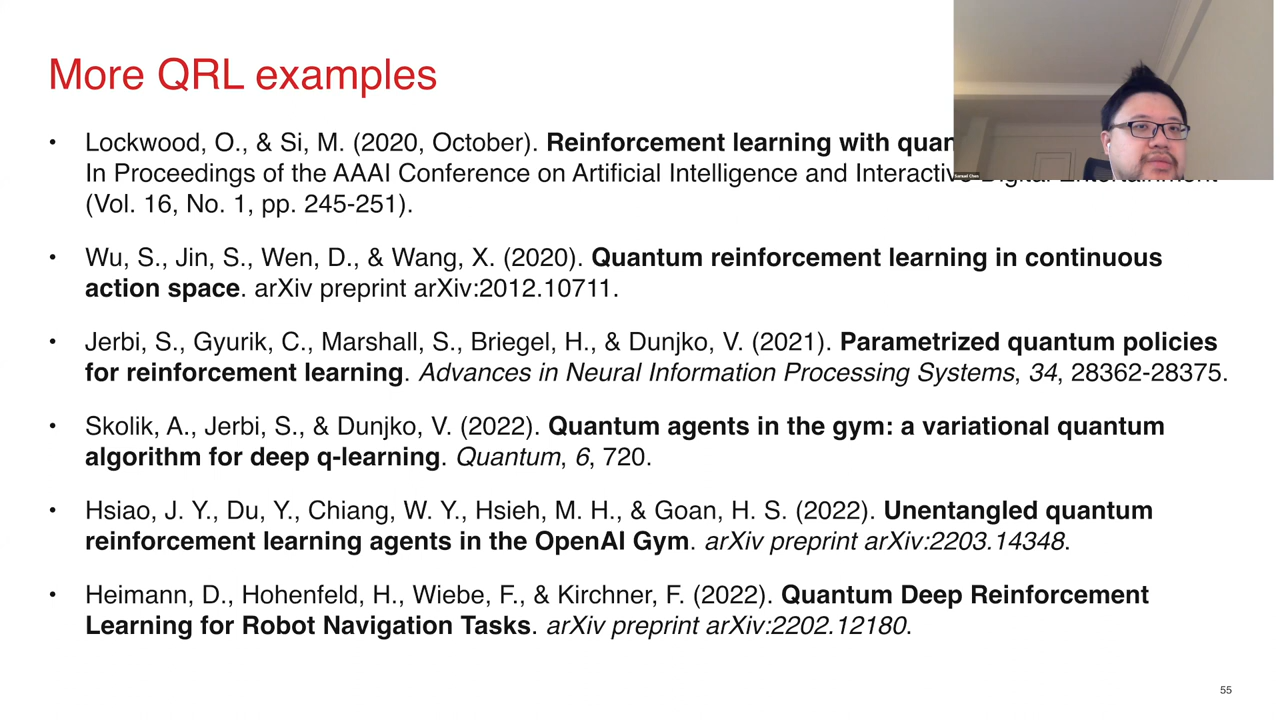 More QRL examples
• Lockwood, O., & Si, M. (2020, October). Reinforcement learning with quan
In Proceedings of the AAAI Conference on Artificial Intelligence and Interactive Digital Entertainment
(Vol. 16, No. 1, pp. 245-251).
• Wu, S., Jin, S., Wen, D., & Wang, X. (2020). Quantum reinforcement learning in continuous
action space. arXiv preprint arXiv:2012.10711.
• Jerbi, S., Gyurik, C., Marshall, S., Briegel, H., & Dunjko, V. (2021). Parametrized quantum policies
for reinforcement learning. Advances in Neural Information Processing Systems, 34, 28362-28375.
• Skolik, A., Jerbi, S., & Dunjko, V. (2022). Quantum agents in the gym: a variational quantum
algorithm for deep q-learning. Quantum, 6, 720.
• Hsiao, J. Y., Du, Y., Chiang, W. Y., Hsieh, M. H., & Goan, H. S. (2022). Unentangled quantum
reinforcement learning agents in the OpenAI Gym. arXiv preprint arXiv:2203.14348.
• Heimann, D., Hohenfeld, H., Wiebe, F., & Kirchner, F. (2022). Quantum Deep Reinforcement
Learning for Robot Navigation Tasks. arXiv preprint arXiv:2202.12180.
55